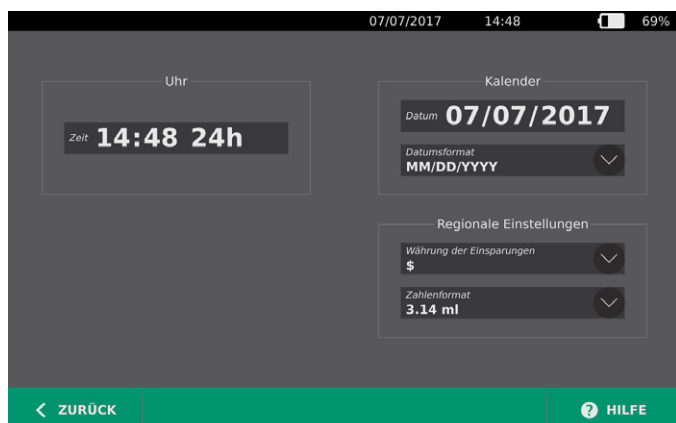 07/07/2017 14:48 69%
Uhr
Zeit 14:48 24h
Kalender
Datum 07/07/2017
Datumsformat
MM/DD/YYYY
Regionale Einstellungen
Währung der Einsparungen
$
Zahlenformat
3.14 ml
ZURÜCK
? HILFE